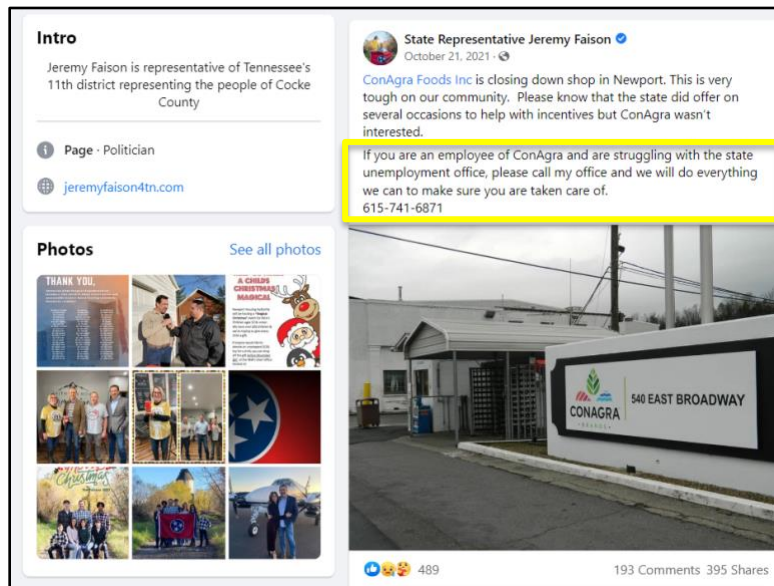 Intro
Jeremy Faison is representative of Tennessee's
11th district representing the people of Cocke
County
Page · Politician
jeremyfaison4tn.com
Photos
See all photos
THANK YOU,
A CHILDS
CHRISTMAS
MAGICAL
Christmas
State Representative Jeremy Faison
October 21, 2021 ·
ConAgra Foods Inc is closing down shop in Newport. This is very
tough on our community. Please know that the state did offer on
several occasions to help with incentives but ConAgra wasn't
interested.
If you are an employee of ConAgra and are struggling with the state
unemployment office, please call my office and we will do everything
we can to make sure you are taken care of.
615-741-6871
CONAGRA
BRANDS
540 EAST BROADWAY
489
193 Comments 395 Shares